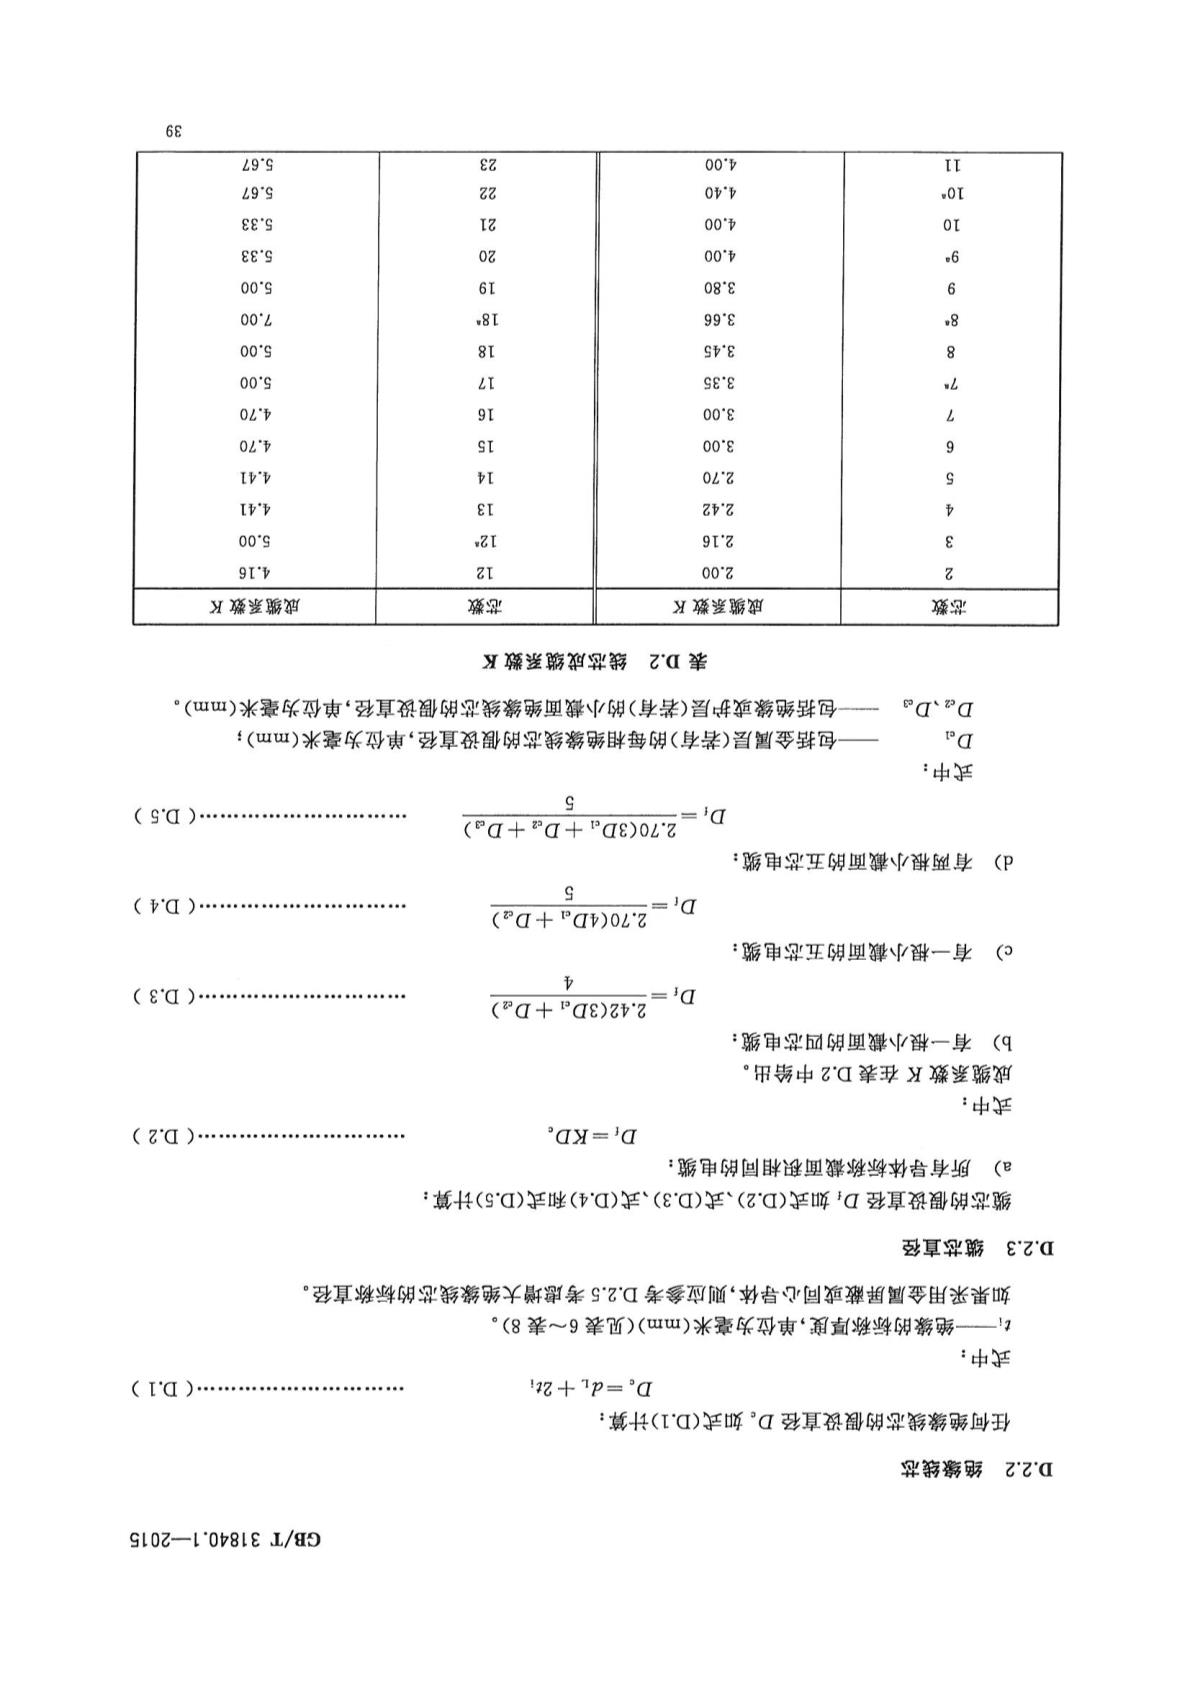 GB/T 31840.1—2015
D.2.2 绝缘线芯
任何绝缘线芯的假设直径 Dc 如式(D.1)计算:
Dc=dL+2ti ……………………………( D.1 )
式中:
ti——绝缘的标称厚度,单位为毫米(mm)(见表 6～表 8)。
如果采用金属屏蔽或同心导体,则应参考 D.2.5 考虑增大绝缘线芯的标称直径。
D.2.3 缆芯直径
缆芯的假设直径 Df 如式(D.2)、式(D.3)、式(D.4)和式(D.5)计算:
a) 所有导体标称截面积相同的电缆:
Df=KDc ……………………………( D.2 )
式中:
成缆系数 K 在表 D.2 中给出。
b) 有一根小截面的四芯电缆:
Df=2.42(3Dc1+Dc2)/4 ……………………………( D.3 )
c) 有一根小截面的五芯电缆:
Df=2.70(4Dc1+Dc2)/5 ……………………………( D.4 )
d) 有两根小截面的五芯电缆:
Df=2.70(3Dc1+Dc2+Dc3)/5 ……………………………( D.5 )
式中:
Dc1 ——包括金属层(若有)的每相绝缘线芯的假设直径,单位为毫米(mm);
Dc2、Dc3 ——包括绝缘或护层(若有)的小截面绝缘线芯的假设直径,单位为毫米(mm)。
表 D.2 线芯成缆系数 K
芯数 成缆系数 K 芯数 成缆系数 K
2 2.00 12 4.16
3 2.16 12ᵃ 5.00
4 2.42 13 4.41
5 2.70 14 4.41
6 3.00 15 4.70
7 3.00 16 4.70
7ᵃ 3.35 17 5.00
8 3.45 18 5.00
8ᵃ 3.66 18ᵃ 7.00
9 3.80 19 5.00
9ᵃ 4.00 20 5.33
10 4.00 21 5.33
10ᵃ 4.40 22 5.67
11 4.00 23 5.67
39